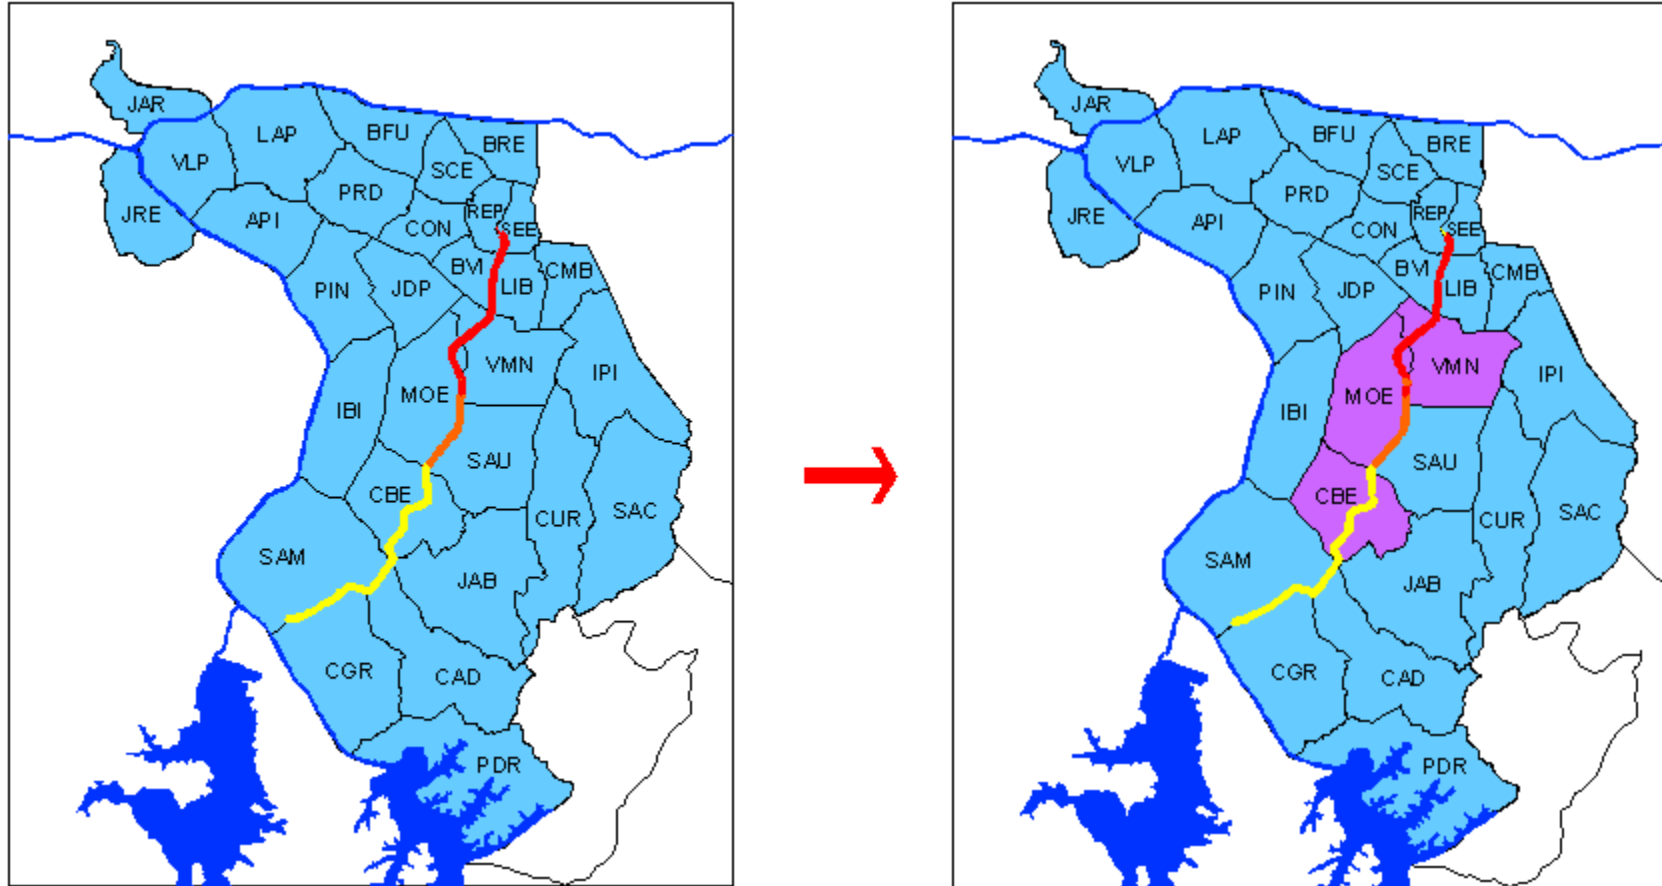 JAR
LAP
BFU
BRE
VLP
SCE
PRD
JRE
API
REP
CON
SEE
BVI
LIB
CMB
PIN
JDP
VMN
IPI
MOE
IBI
SAU
CBE
CUR
SAC
SAM
JAB
CGR
CAD
PDR
JAR
LAP
BFU
BRE
VLP
SCE
PRD
JRE
API
REP
CON
SEE
BVI
LIB
CMB
PIN
JDP
VMN
IPI
MOE
IBI
SAU
CBE
CUR
SAC
SAM
JAB
CGR
CAD
PDR